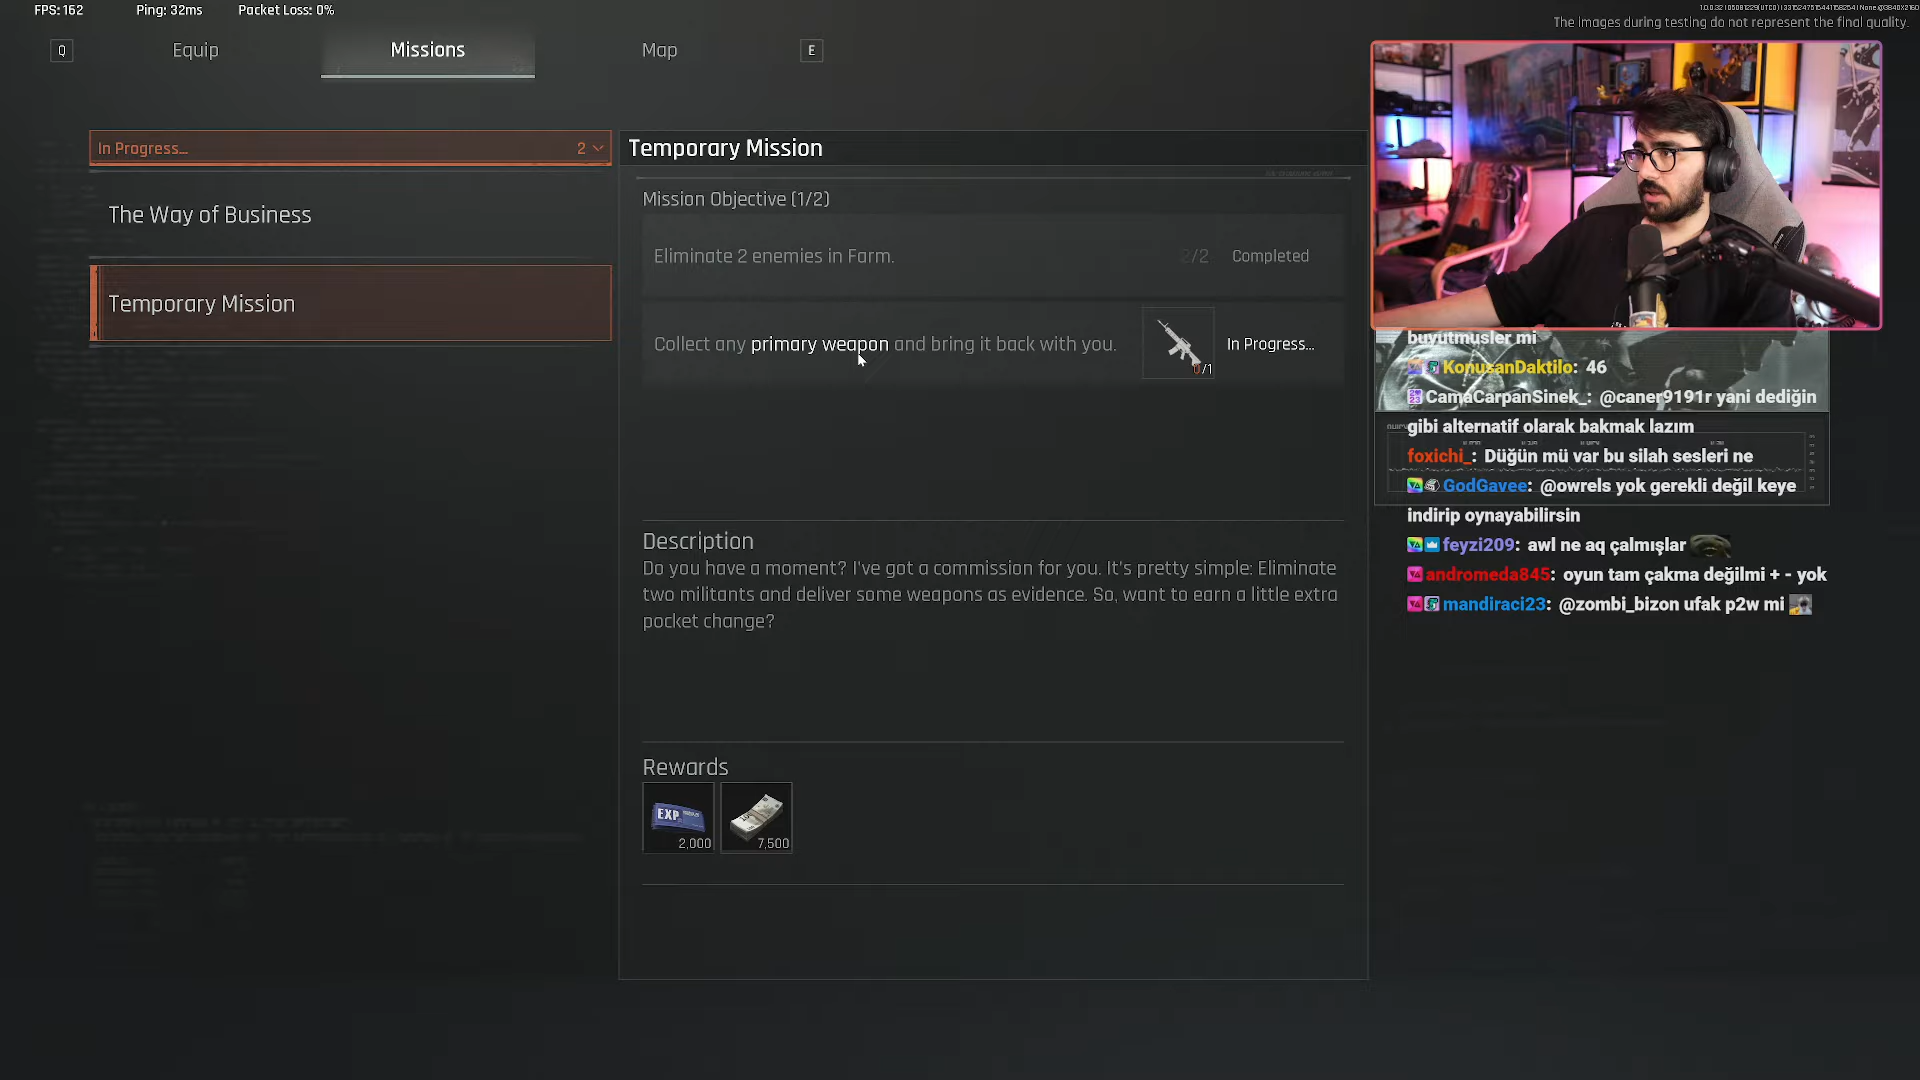 FPS: 162 Ping: 32ms Packet Loss: 0%
The images during testing do not represent the final quality.
Q Equip Missions Map E
In Progress... 2
The Way of Business
Temporary Mission
Temporary Mission
Mission Objective (1/2)
Eliminate 2 enemies in Farm. 2/2 Completed
Collect any primary weapon and bring it back with you. 0/1 In Progress...
Description
Do you have a moment? I've got a commission for you. It's pretty simple: Eliminate
two militants and deliver some weapons as evidence. So, want to earn a little extra
pocket change?
Rewards
EXP
2,000 7,500
buyutmusler mi
KonusanDaktilo: 46
CamaCarpanSinek_: @caner9191r yani dediğin
gibi alternatif olarak bakmak lazım
foxichi_: Düğün mü var bu silah sesleri ne
GodGavee: @owrels yok gerekli değil keye
indirip oynayabilirsin
feyzi209: awl ne aq çalmışlar
andromeda845: oyun tam çakma değilmi + - yok
mandiraci23: @zombi_bizon ufak p2w mi